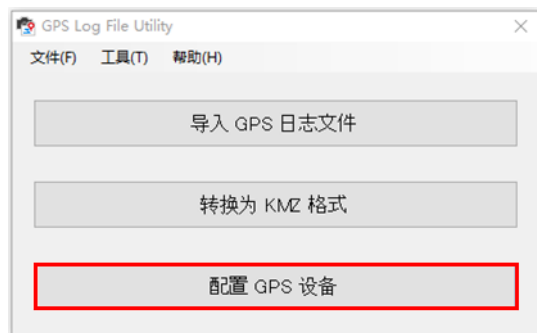 GPS Log File Utility
文件(F) 工具(T) 帮助(H)
导入 GPS 日志文件
转换为 KMZ 格式
配置 GPS 设备